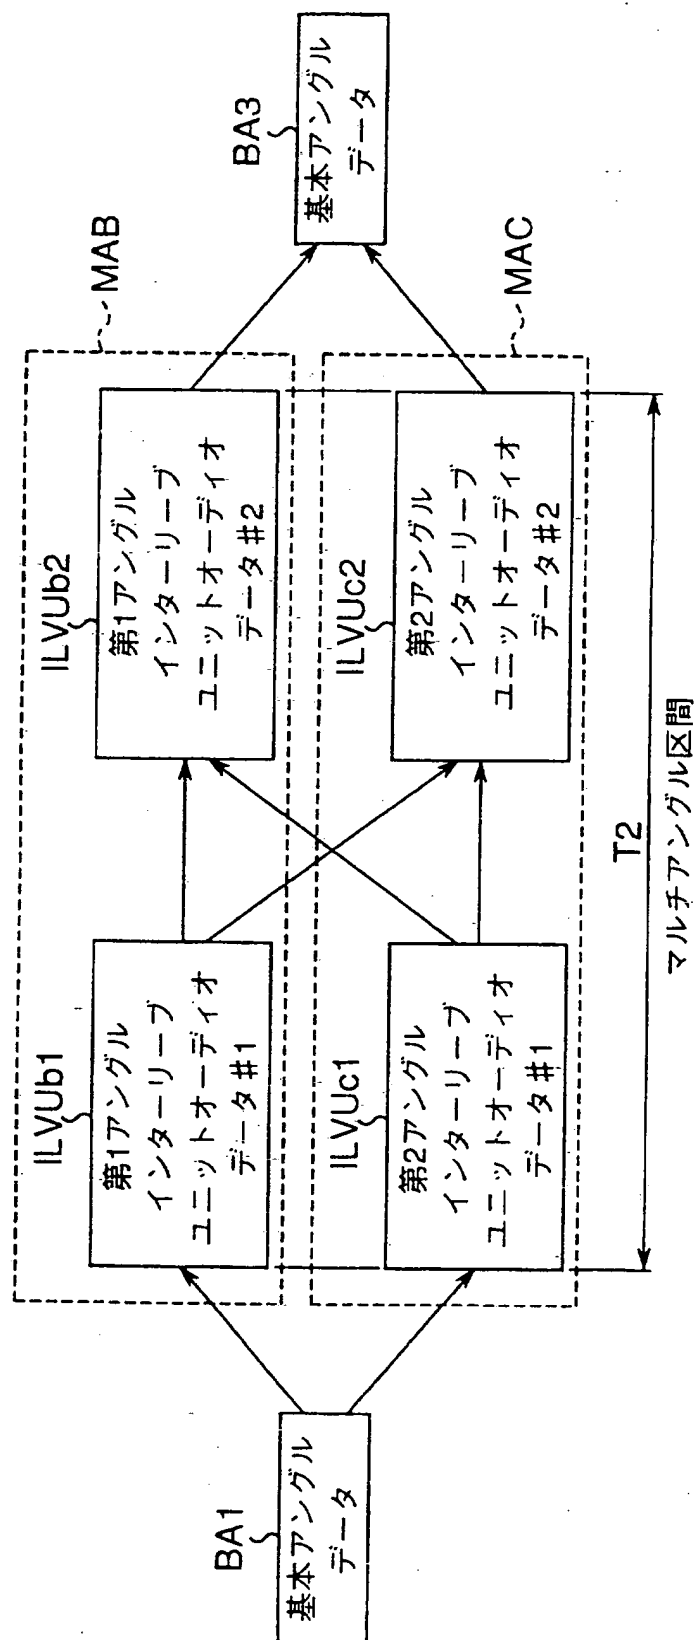 BA1
基本アングル
データ
MAB
ILVUb1
第1アングル
インターリーブ
ユニットオーディオ
データ#1
ILVUb2
第1アングル
インターリーブ
ユニットオーディオ
データ#2
BA3
基本アングル
データ
MAC
ILVUc1
第2アングル
インターリーブ
ユニットオーディオ
データ#1
ILVUc2
第2アングル
インターリーブ
ユニットオーディオ
データ#2
T2
マルチアングル区間